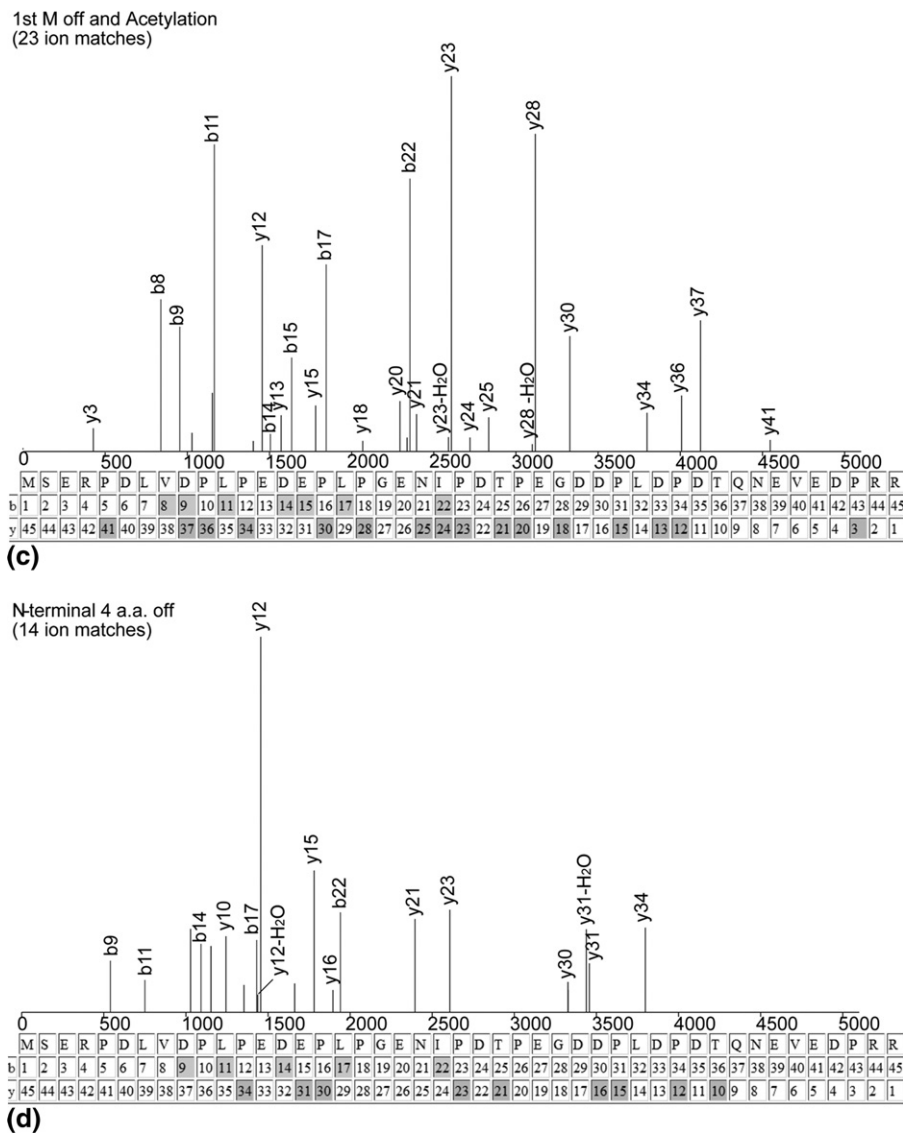 1st M off and Acetylation
(23 ion matches)
y3
b8
b9
b11
y12
b14
y13
b15
y15
b17
y18
y20
b22
y21
y23-H₂O
y23
y24
y25
y28 -H₂O
y28
y30
y34
y36
y37
y41
0 500 1000 1500 2000 2500 3000 3500 4000 4500 5000
M S E R P D L V D P L P E D E P L P G E N I P D T P E G D D P L D P D T Q N E V E D P R R
b 1 2 3 4 5 6 7 8 9 10 11 12 13 14 15 16 17 18 19 20 21 22 23 24 25 26 27 28 29 30 31 32 33 34 35 36 37 38 39 40 41 42 43 44 45
y 45 44 43 42 41 40 39 38 37 36 35 34 33 32 31 30 29 28 27 26 25 24 23 22 21 20 19 18 17 16 15 14 13 12 11 10 9 8 7 6 5 4 3 2 1
(c)
N-terminal 4 a.a. off
(14 ion matches)
b9
b11
b14
y10
b17
y12
y12-H₂O
y15
y16
b22
y21
y23
y30
y31-H₂O
y31
y34
0 500 1000 1500 2000 2500 3000 3500 4000 4500 5000
M S E R P D L V D P L P E D E P L P G E N I P D T P E G D D P L D P D T Q N E V E D P R R
b 1 2 3 4 5 6 7 8 9 10 11 12 13 14 15 16 17 18 19 20 21 22 23 24 25 26 27 28 29 30 31 32 33 34 35 36 37 38 39 40 41 42 43 44 45
y 45 44 43 42 41 40 39 38 37 36 35 34 33 32 31 30 29 28 27 26 25 24 23 22 21 20 19 18 17 16 15 14 13 12 11 10 9 8 7 6 5 4 3 2 1
(d)